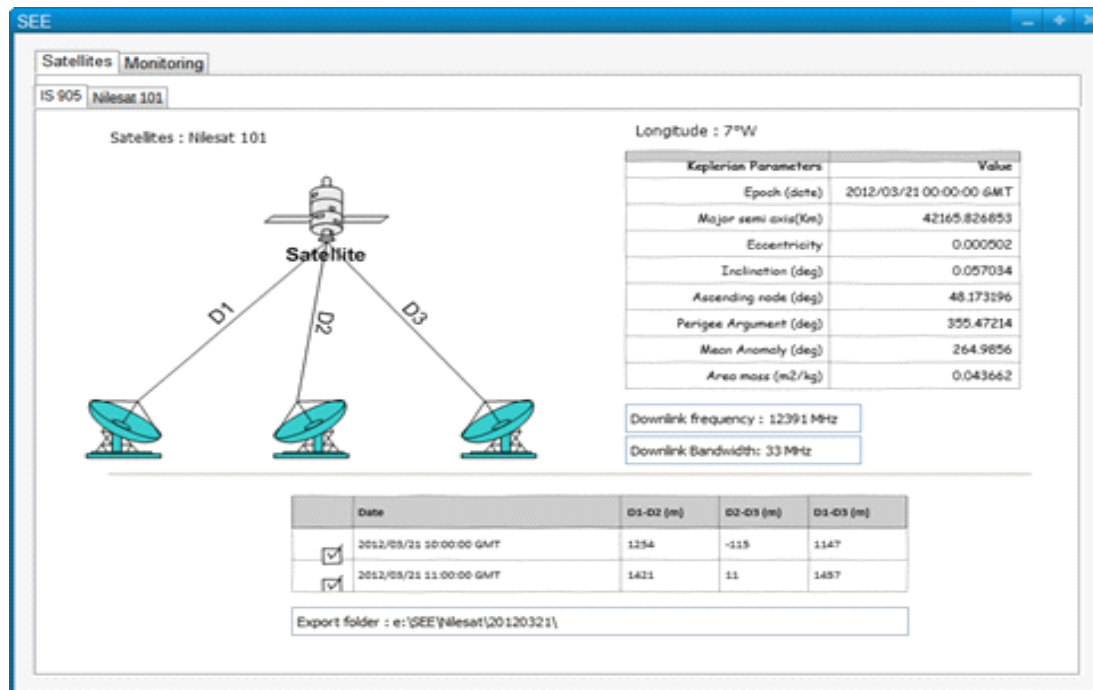 SEE
Satellites Monitoring
IS 905 Nilesat 101
Satellites : Nilesat 101
Longitude : 7°W
Keplerian Parameters Value
Epoch (date) 2012/03/21 00:00:00 GMT
Major semi axis(Km) 42165.826853
Eccentricity 0.000502
Inclination (deg) 0.057034
Ascending node (deg) 48.173196
Perigee Argument (deg) 355.47214
Mean Anomaly (deg) 264.9856
Area mass (m2/kg) 0.043662
Satellite
D1
D2
D3
Downlink frequency : 12391 MHz
Downlink Bandwidth: 33 MHz
Date D1-D2 (m) D2-D3 (m) D1-D3 (m)
2012/03/21 10:00:00 GMT 1254 -115 1147
2012/03/21 11:00:00 GMT 1421 11 1457
Export folder : e:\SEE\Nilesat\20120321\